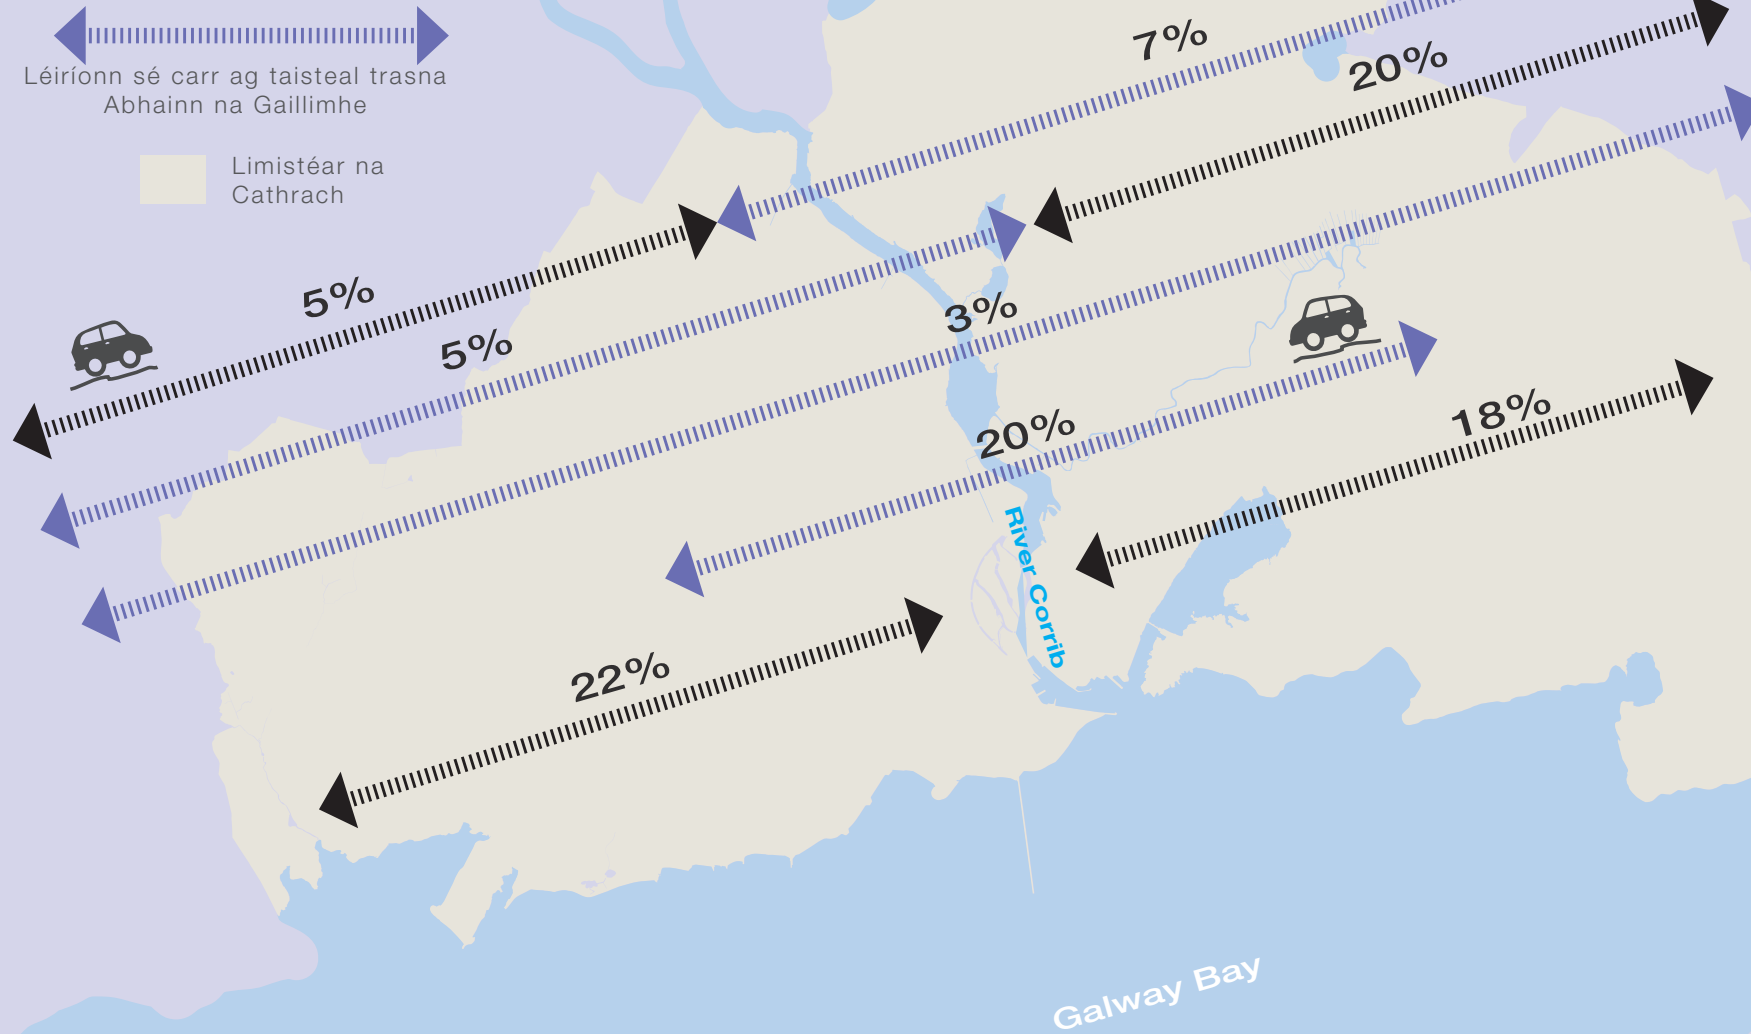 Léiríonn sé carr ag taisteal trasna
Abhainn na Gaillimhe
Limistéar na
Cathrach
7%
20%
5%
5%
3%
20%
18%
22%
River Corrib
Galway Bay